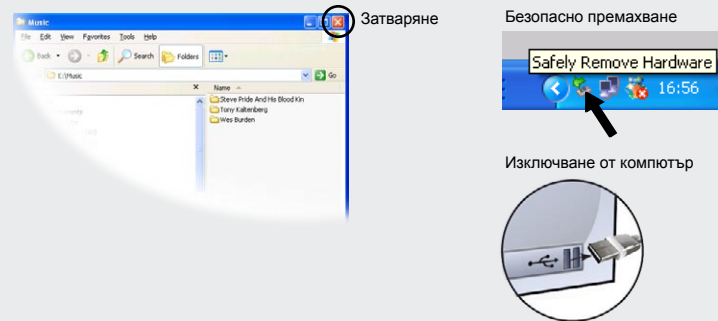 Music
Затваряне
File Edit View Favorites Tools Help
Back Search Folders
E:\Music Go
X Name
Steve Pride And His Blood Kin
Tony Kaltenberg
Wes Burden
Безопасно премахване
Safely Remove Hardware
16:56
Изключване от компютър